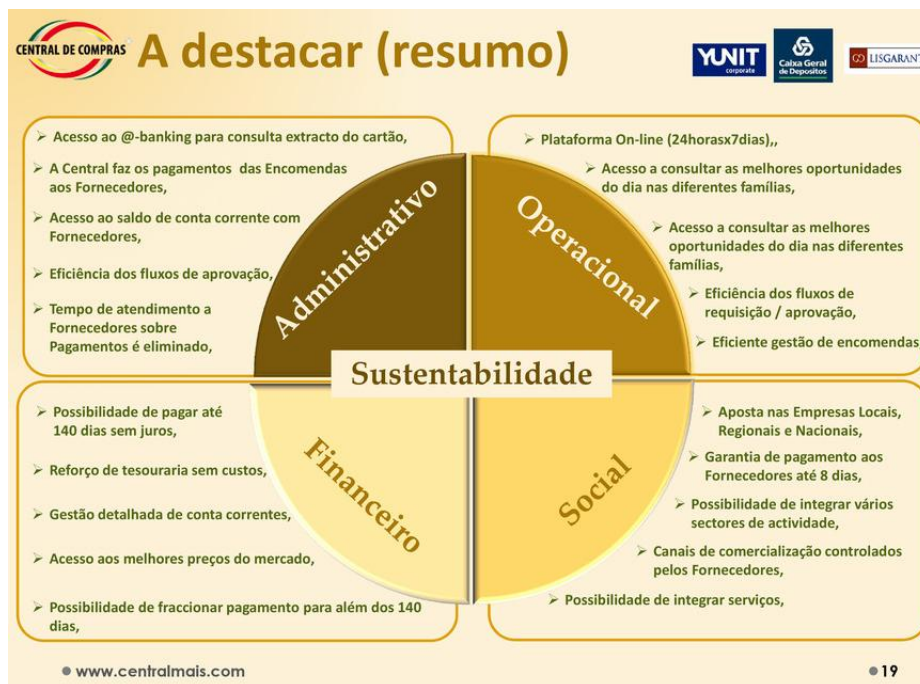 CENTRAL DE COMPRAS
A destacar (resumo)
YUNIT
corporate
Caixa Geral
de Depositos
LISGARANT
Acesso ao @-banking para consulta extracto do cartão,
A Central faz os pagamentos das Encomendas
aos Fornecedores,
Acesso ao saldo de conta corrente com
Fornecedores,
Eficiência dos fluxos de aprovação,
Tempo de atendimento a
Fornecedores sobre
Pagamentos é eliminado,
Administrativo
Plataforma On-line (24horasx7dias),,
Acesso a consultar as melhores oportunidades
do dia nas diferentes famílias,
Acesso a consultar as melhores
oportunidades do dia nas diferentes
famílias,
Eficiência dos fluxos de
requisição / aprovação,
Eficiente gestão de encomendas,
Operacional
Sustentabilidade
Possibilidade de pagar até
140 dias sem juros,
Reforço de tesouraria sem custos,
Gestão detalhada de conta correntes,
Acesso aos melhores preços do mercado,
Possibilidade de fraccionar pagamento para além dos 140
dias,
Financeiro
Aposta nas Empresas Locais,
Regionais e Nacionais,
Garantia de pagamento aos
Fornecedores até 8 dias,
Possibilidade de integrar vários
sectores de actividade,
Canais de comercialização controlados
pelos Fornecedores,
Possibilidade de integrar serviços,
Social
www.centralmais.com
19